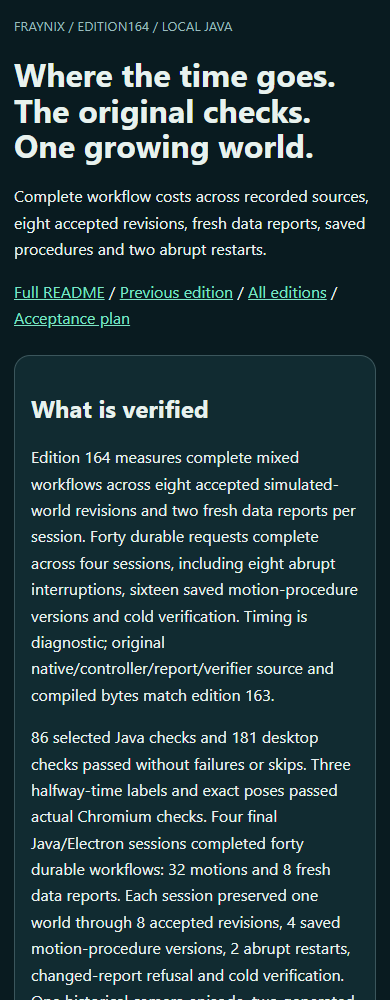 FRAYNIX / EDITION164 / LOCAL JAVA
Where the time goes.
The original checks.
One growing world.
Complete workflow costs across recorded sources,
eight accepted revisions, fresh data reports, saved
procedures and two abrupt restarts.
Full README / Previous edition / All editions /
Acceptance plan
What is verified
Edition 164 measures complete mixed
workflows across eight accepted simulated-
world revisions and two fresh data reports per
session. Forty durable requests complete
across four sessions, including eight abrupt
interruptions, sixteen saved motion-procedure
versions and cold verification. Timing is
diagnostic; original
native/controller/report/verifier source and
compiled bytes match edition 163.
86 selected Java checks and 181 desktop
checks passed without failures or skips. Three
halfway-time labels and exact poses passed
actual Chromium checks. Four final
Java/Electron sessions completed forty
durable workflows: 32 motions and 8 fresh
data reports. Each session preserved one
world through 8 accepted revisions, 4 saved
motion-procedure versions, 2 abrupt restarts,
changed-report refusal and cold verification.
One historical camera episode, two generated